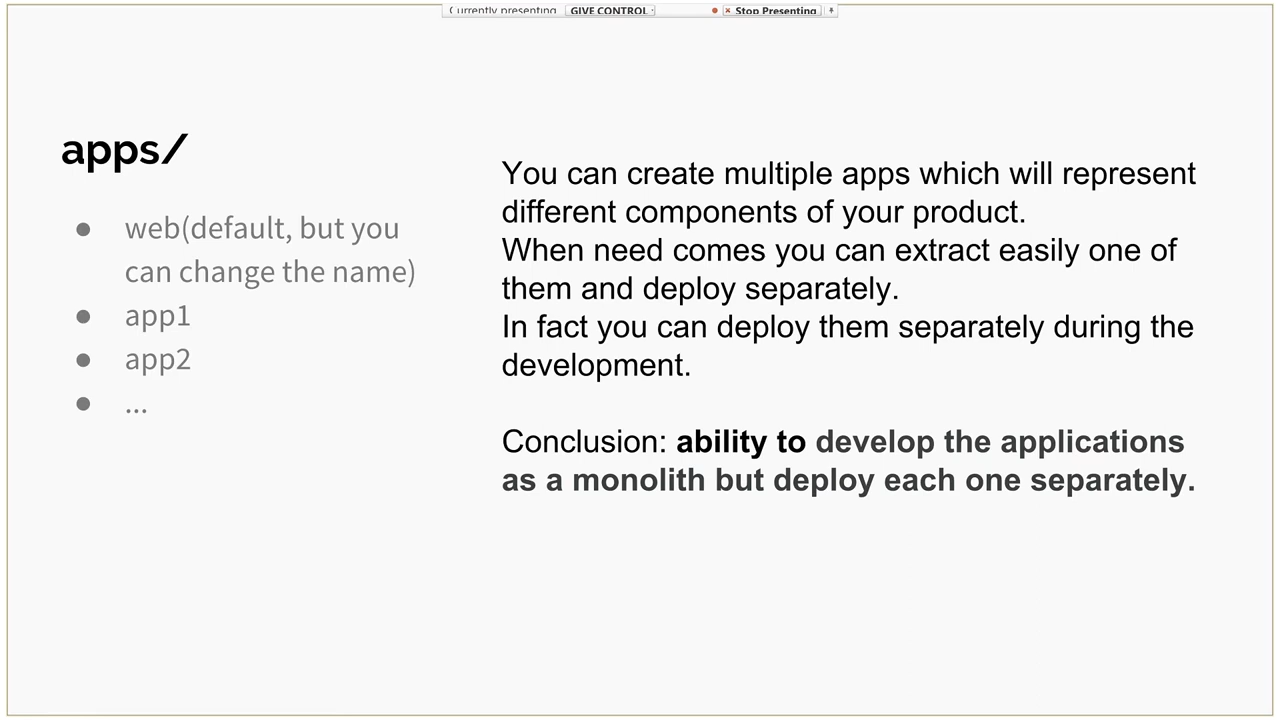 Currently presenting GIVE CONTROL Stop Presenting
apps/
● web(default, but you
can change the name)
● app1
● app2
● ...
You can create multiple apps which will represent
different components of your product.
When need comes you can extract easily one of
them and deploy separately.
In fact you can deploy them separately during the
development.
Conclusion: ability to develop the applications
as a monolith but deploy each one separately.